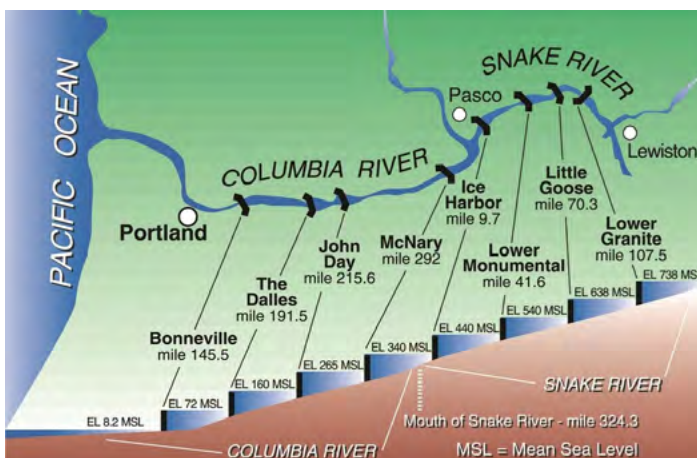 PACIFIC OCEAN
COLUMBIA RIVER
SNAKE RIVER
Pasco
Lewiston
Portland
Bonneville
mile 145.5
The Dalles
mile 191.5
John
Day
mile 215.6
McNary
mile 292
Ice
Harbor
mile 9.7
Lower
Monumental
mile 41.6
Little
Goose
mile 70.3
Lower
Granite
mile 107.5
EL 8.2 MSL
EL 72 MSL
EL 160 MSL
EL 265 MSL
EL 340 MSL
EL 440 MSL
EL 540 MSL
EL 638 MSL
EL 738 MS
SNAKE RIVER
Mouth of Snake River - mile 324.3
COLUMBIA RIVER
MSL = Mean Sea Level